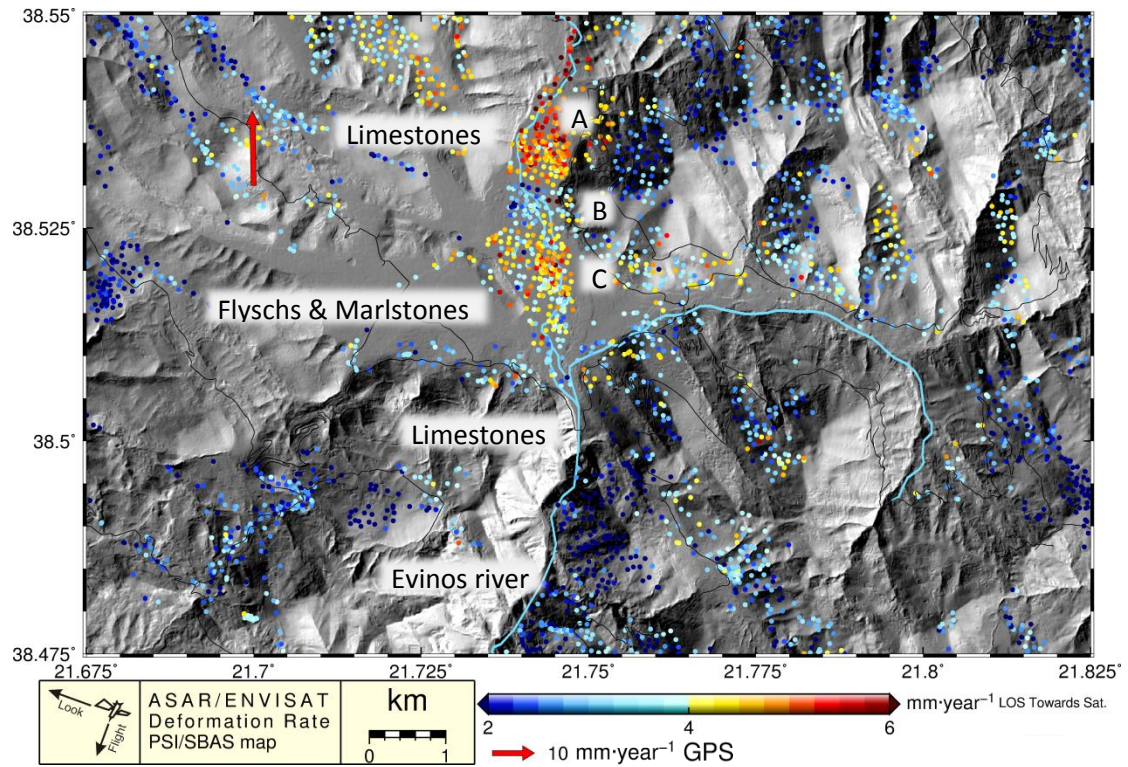 38.55
A
Limestones
B
38.525
C
Flyschs & Marlstones
Limestones
38.5
Evinos river
38.475
21.675 21.7 21.725 21.75 21.775 21.8 21.825
Look
Flight
ASAR/ENVISAT
Deformation Rate
PSI/SBAS map
km
0 1
mm·year⁻¹ LOS Towards Sat.
2 4 6
10 mm·year⁻¹ GPS